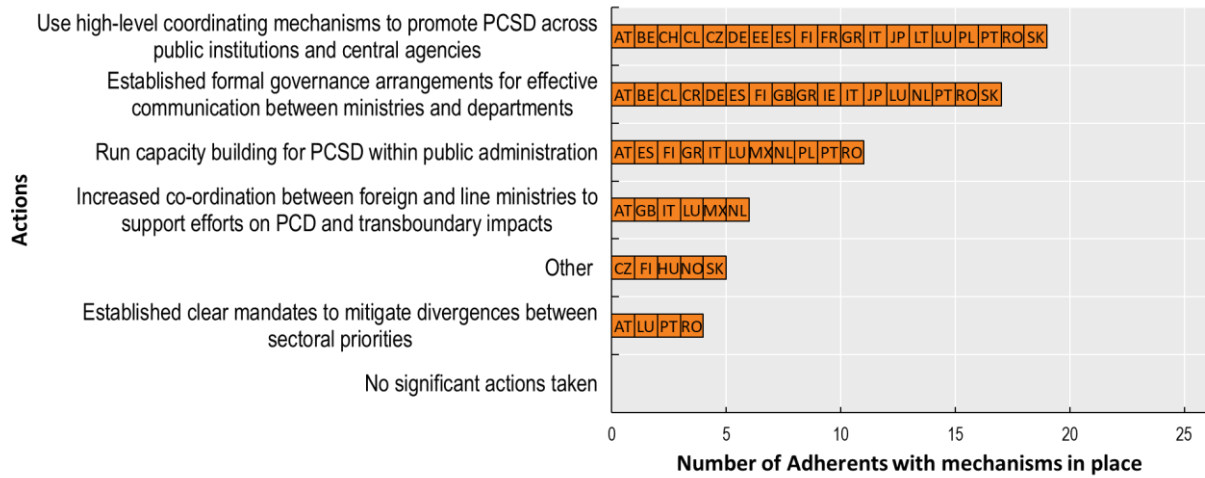 Actions
Use high-level coordinating mechanisms to promote PCSD across
public institutions and central agencies
AT BE CH CL CZ DE EE ES FI FR GR IT JP LT LU PL PT RO SK
Established formal governance arrangements for effective
communication between ministries and departments
AT BE CL CR DE ES FI GB GR IE IT JP LU NL PT RO SK
Run capacity building for PCSD within public administration
AT ES FI GR IT LU MX NL PL PT RO
Increased co-ordination between foreign and line ministries to
support efforts on PCD and transboundary impacts
AT GB IT LU MX NL
Other
CZ FI HU NO SK
Established clear mandates to mitigate divergences between
sectoral priorities
AT LU PT RO
No significant actions taken
0 5 10 15 20 25
Number of Adherents with mechanisms in place